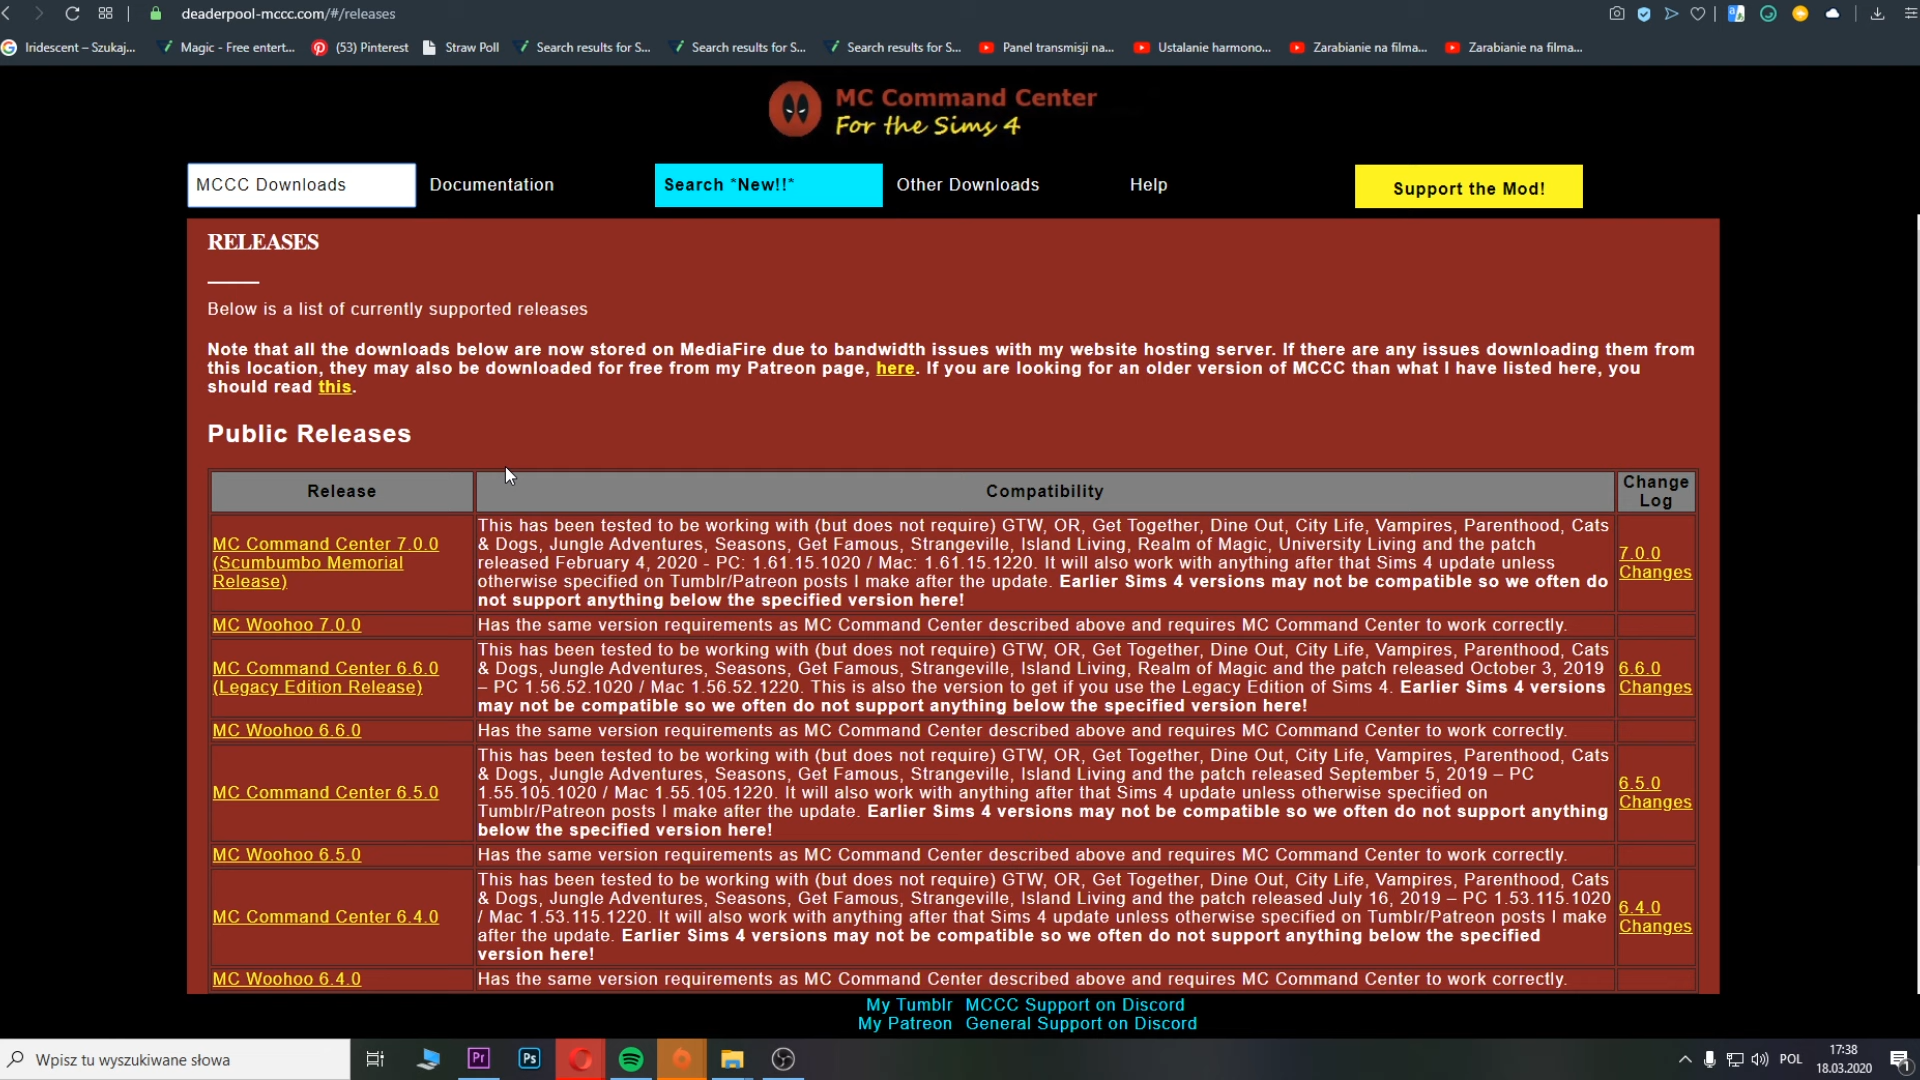 deaderpool-mccc.com/#/releases
Iridescent – Szukaj...
Magic - Free entert...
(53) Pinterest
Straw Poll
Search results for S...
Search results for S...
Search results for S...
Panel transmisji na...
Ustalanie harmono...
Zarabianie na filma...
Zarabianie na filma...
MC Command Center
For the Sims 4
MCCC Downloads
Documentation
Search *New!!*
Other Downloads
Help
Support the Mod!
RELEASES
Below is a list of currently supported releases
Note that all the downloads below are now stored on MediaFire due to bandwidth issues with my website hosting server. If there are any issues downloading them from
this location, they may also be downloaded for free from my Patreon page, here. If you are looking for an older version of MCCC than what I have listed here, you
should read this.
Public Releases
Release
Compatibility
Change
Log
MC Command Center 7.0.0
(Scumbumbo Memorial
Release)
This has been tested to be working with (but does not require) GTW, OR, Get Together, Dine Out, City Life, Vampires, Parenthood, Cats
& Dogs, Jungle Adventures, Seasons, Get Famous, Strangeville, Island Living, Realm of Magic, University Living and the patch
released February 4, 2020 - PC: 1.61.15.1020 / Mac: 1.61.15.1220. It will also work with anything after that Sims 4 update unless
otherwise specified on Tumblr/Patreon posts I make after the update. Earlier Sims 4 versions may not be compatible so we often do
not support anything below the specified version here!
7.0.0
Changes
MC Woohoo 7.0.0
Has the same version requirements as MC Command Center described above and requires MC Command Center to work correctly.
MC Command Center 6.6.0
(Legacy Edition Release)
This has been tested to be working with (but does not require) GTW, OR, Get Together, Dine Out, City Life, Vampires, Parenthood, Cats
& Dogs, Jungle Adventures, Seasons, Get Famous, Strangeville, Island Living, Realm of Magic and the patch released October 3, 2019
– PC 1.56.52.1020 / Mac 1.56.52.1220. This is also the version to get if you use the Legacy Edition of Sims 4. Earlier Sims 4 versions
may not be compatible so we often do not support anything below the specified version here!
6.6.0
Changes
MC Woohoo 6.6.0
Has the same version requirements as MC Command Center described above and requires MC Command Center to work correctly.
MC Command Center 6.5.0
This has been tested to be working with (but does not require) GTW, OR, Get Together, Dine Out, City Life, Vampires, Parenthood, Cats
& Dogs, Jungle Adventures, Seasons, Get Famous, Strangeville, Island Living and the patch released September 5, 2019 – PC
1.55.105.1020 / Mac 1.55.105.1220. It will also work with anything after that Sims 4 update unless otherwise specified on
Tumblr/Patreon posts I make after the update. Earlier Sims 4 versions may not be compatible so we often do not support anything
below the specified version here!
6.5.0
Changes
MC Woohoo 6.5.0
Has the same version requirements as MC Command Center described above and requires MC Command Center to work correctly.
MC Command Center 6.4.0
This has been tested to be working with (but does not require) GTW, OR, Get Together, Dine Out, City Life, Vampires, Parenthood, Cats
& Dogs, Jungle Adventures, Seasons, Get Famous, Strangeville, Island Living and the patch released July 16, 2019 – PC 1.53.115.1020
/ Mac 1.53.115.1220. It will also work with anything after that Sims 4 update unless otherwise specified on Tumblr/Patreon posts I make
after the update. Earlier Sims 4 versions may not be compatible so we often do not support anything below the specified
version here!
6.4.0
Changes
MC Woohoo 6.4.0
Has the same version requirements as MC Command Center described above and requires MC Command Center to work correctly.
My Tumblr MCCC Support on Discord
My Patreon General Support on Discord
Wpisz tu wyszukiwane słowa
Pr
Ps
POL
17:38
18.03.2020
1